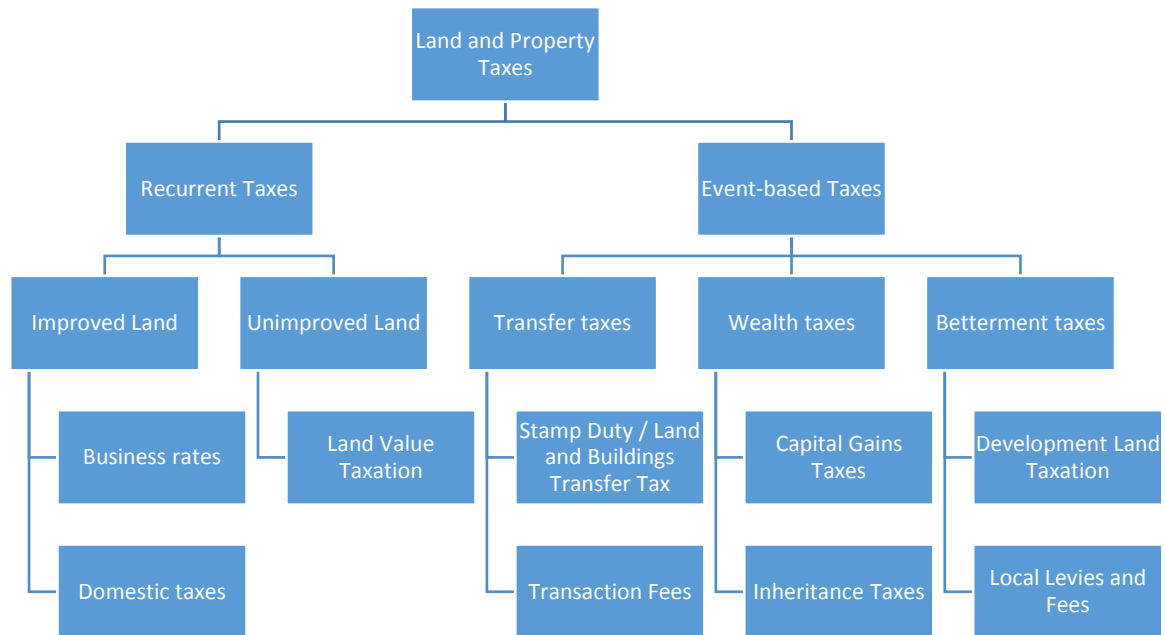 Land and Property
Taxes
Recurrent Taxes
Event-based Taxes
Improved Land
Unimproved Land
Transfer taxes
Wealth taxes
Betterment taxes
Business rates
Land Value
Taxation
Stamp Duty / Land
and Buildings
Transfer Tax
Capital Gains
Taxes
Development Land
Taxation
Domestic taxes
Transaction Fees
Inheritance Taxes
Local Levies and
Fees